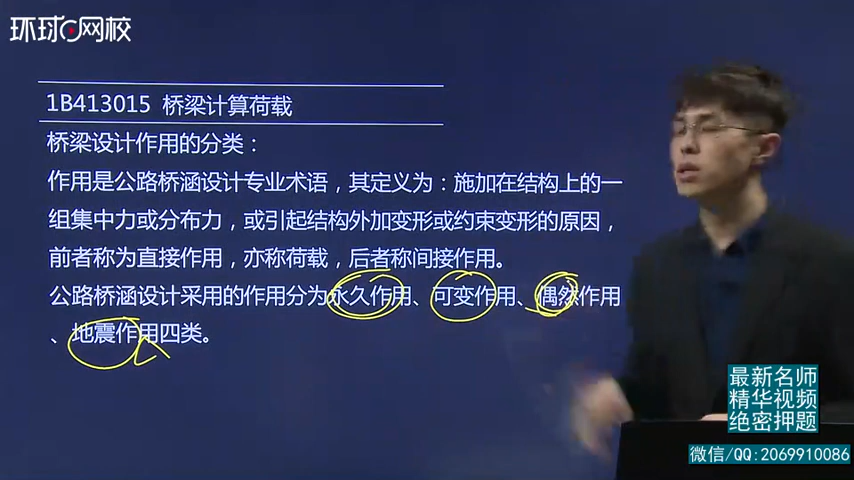 环球网校
1B413015 桥梁计算荷载
桥梁设计作用的分类：
作用是公路桥涵设计专业术语，其定义为：施加在结构上的一
组集中力或分布力，或引起结构外加变形或约束变形的原因，
前者称为直接作用，亦称荷载，后者称间接作用。
公路桥涵设计采用的作用分为永久作用、可变作用、偶然作用
、地震作用四类。
最新名师
精华视频
绝密押题
微信/QQ:2069910086